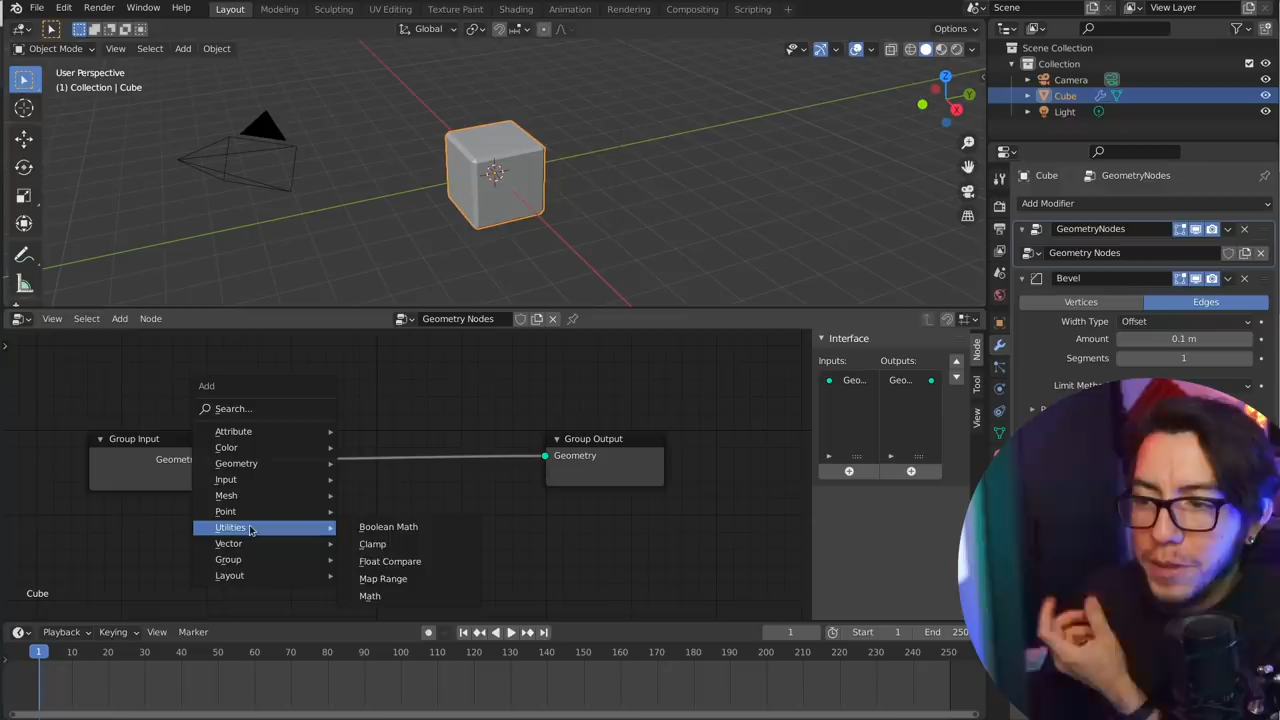 File Edit Render Window Help Layout Modeling Sculpting UV Editing Texture Paint Shading Animation Rendering Compositing Scripting + Scene View Layer
Global Options
Object Mode View Select Add Object
User Perspective
(1) Collection | Cube
Z
Y
X
Scene Collection
Collection
Camera
Cube
Light
Cube GeometryNodes
Add Modifier
GeometryNodes
Geometry Nodes
Bevel
Vertices Edges
Width Type Offset
Amount 0.1 m
Segments 1
View Select Add Node Geometry Nodes
Interface
Inputs: Outputs:
Geo... Geo...
Node
Tool
View
Add
Search...
Attribute
Color
Geometry
Input
Mesh
Point
Utilities
Vector
Group
Layout
Boolean Math
Clamp
Float Compare
Map Range
Math
Group Input
Group Output
Geometry
Cube
Playback Keying View Marker 1 Start 1 End 250
1 10 20 30 40 50 60 70 80 90 100 110 120 130 140 150 160 170 180 190 200 210 220 230 240 250